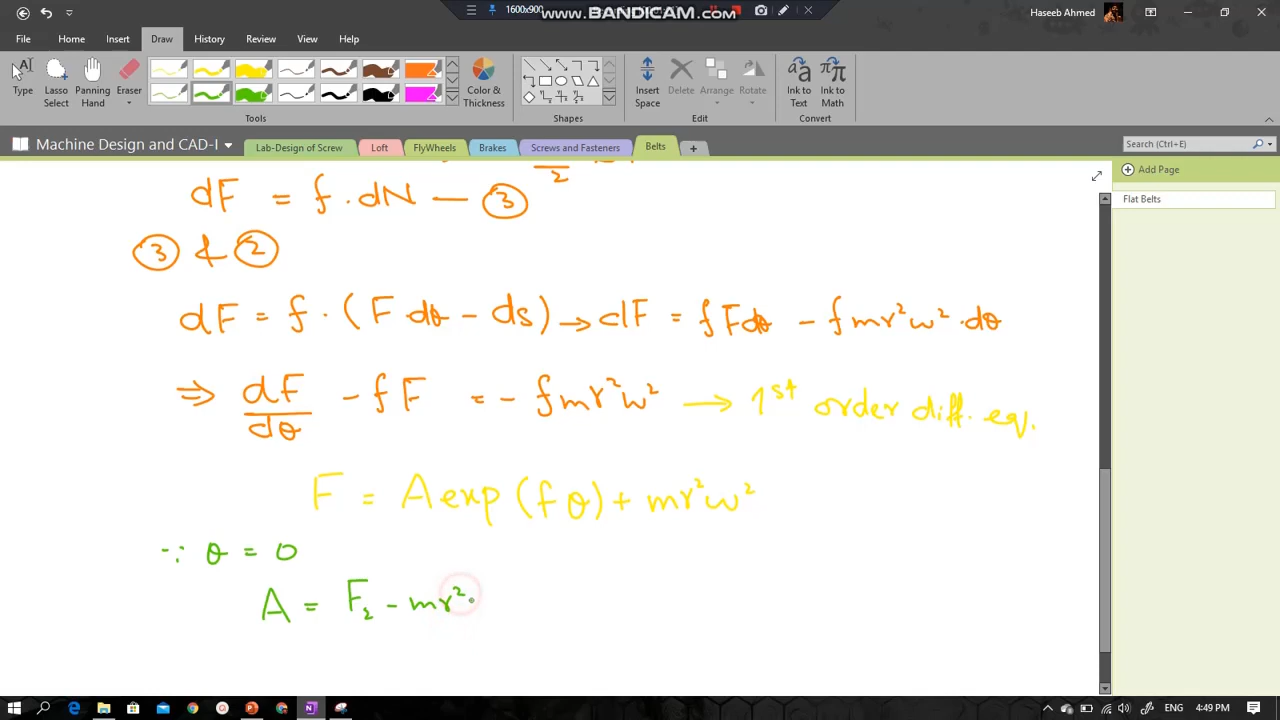 1600x900
www.BANDICAM.com
Haseeb Ahmed
File Home Insert Draw History Review View Help
Type Lasso Select Panning Hand Eraser Color & Thickness Insert Space Delete Arrange Rotate Ink to Text Ink to Math
Tools Shapes Edit Convert
Machine Design and CAD-I Lab-Design of Screw Loft FlyWheels Brakes Screws and Fasteners Belts + Search (Ctrl+E)
Add Page
Flat Belts
dF = f · dN — ③
③ & ②
dF = f · (F dθ - ds) → dF = f F dθ - f m r² w² · dθ
⇒ dF/dθ - f F = - f m r² w² → 1st order diff. eq.
F = A exp (f θ) + m r² w²
∵ θ = 0
A = F₂ - m r²
ENG 4:49 PM